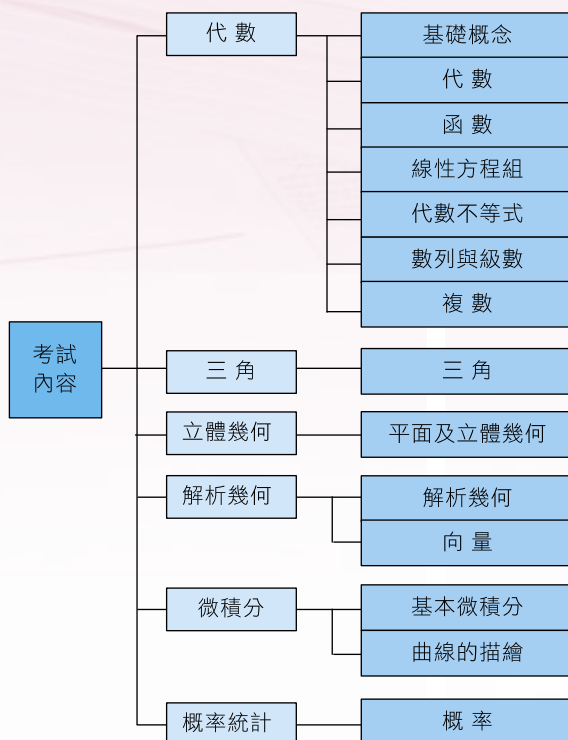 代數
基礎概念
代數
函數
線性方程組
代數不等式
數列與級數
複數
考試
內容
三角
三角
立體幾何
平面及立體幾何
解析幾何
解析幾何
向量
微積分
基本微積分
曲線的描繪
概率統計
概率